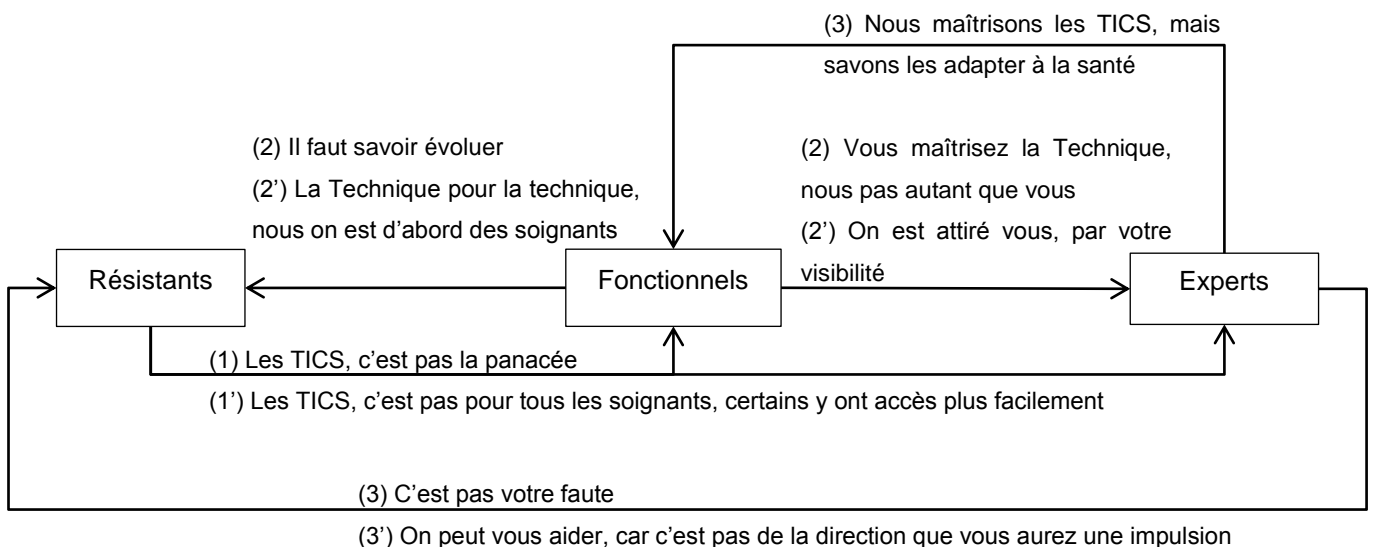 (3) Nous maîtrisons les TICS, mais
savons les adapter à la santé
(2) Il faut savoir évoluer
(2’) La Technique pour la technique,
nous on est d’abord des soignants
(2) Vous maîtrisez la Technique,
nous pas autant que vous
(2’) On est attiré vous, par votre
visibilité
Résistants
Fonctionnels
Experts
(1) Les TICS, c’est pas la panacée
(1’) Les TICS, c’est pas pour tous les soignants, certains y ont accès plus facilement
(3) C’est pas votre faute
(3’) On peut vous aider, car c’est pas de la direction que vous aurez une impulsion